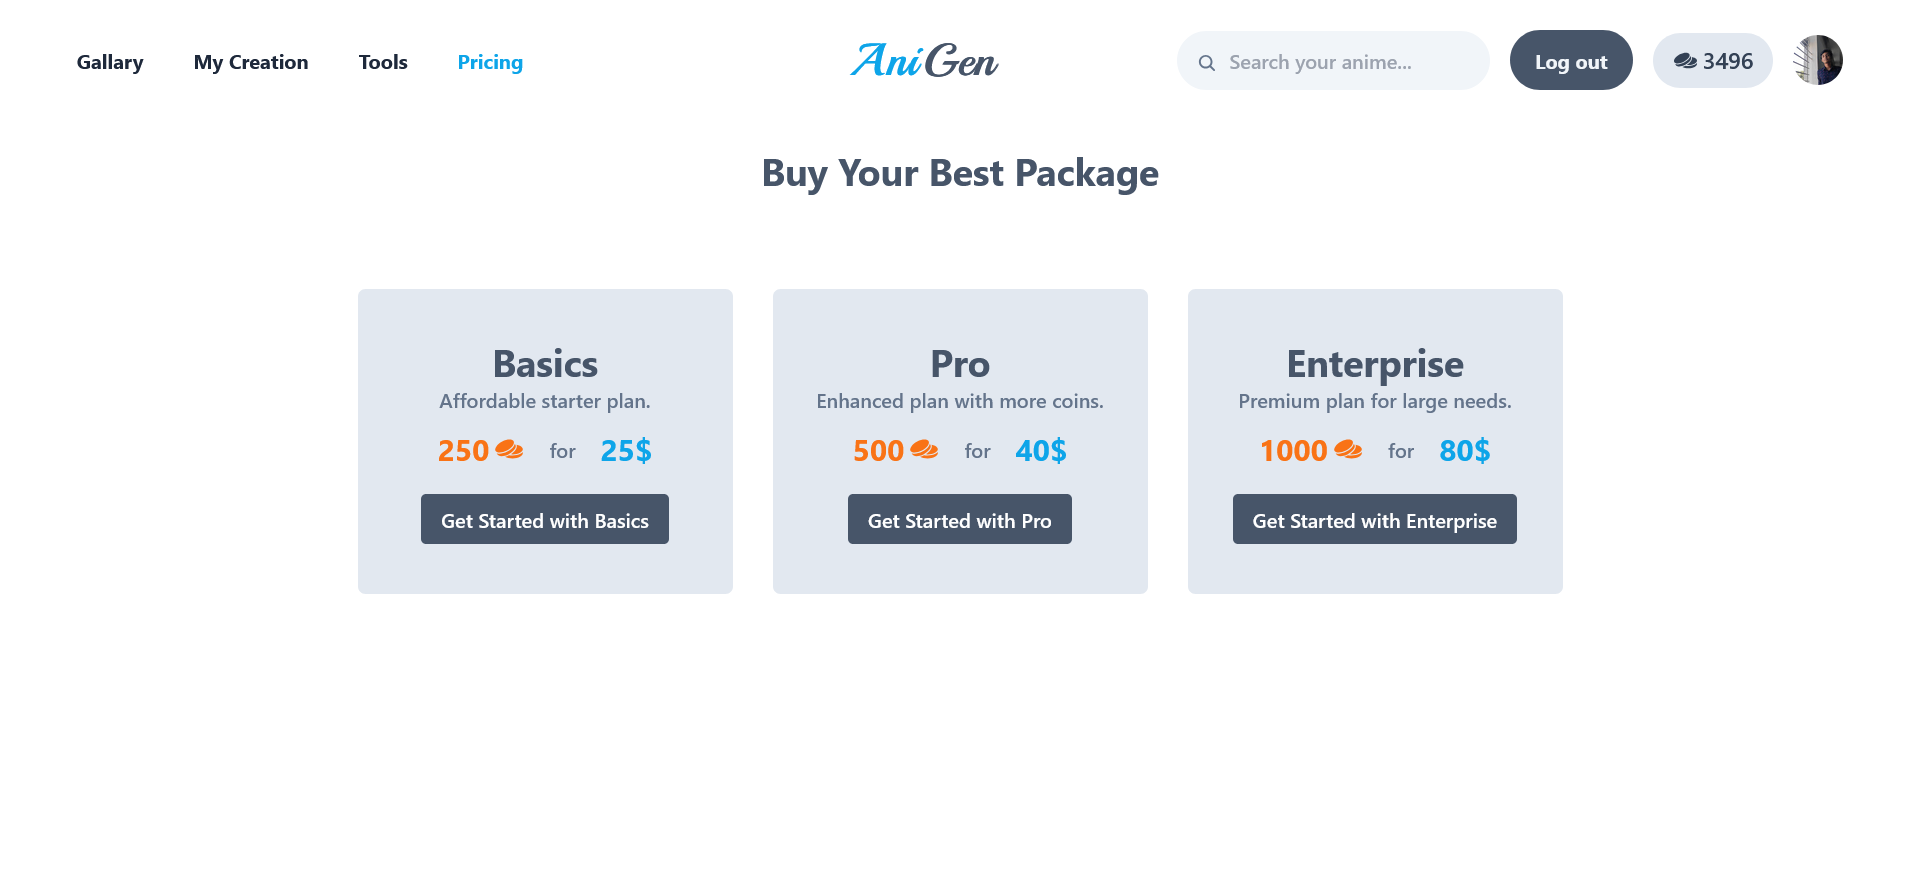 Gallary My Creation Tools Pricing AniGen Search your anime... Log out 3496
Buy Your Best Package
Basics
Affordable starter plan.
250 for 25$
Get Started with Basics
Pro
Enhanced plan with more coins.
500 for 40$
Get Started with Pro
Enterprise
Premium plan for large needs.
1000 for 80$
Get Started with Enterprise